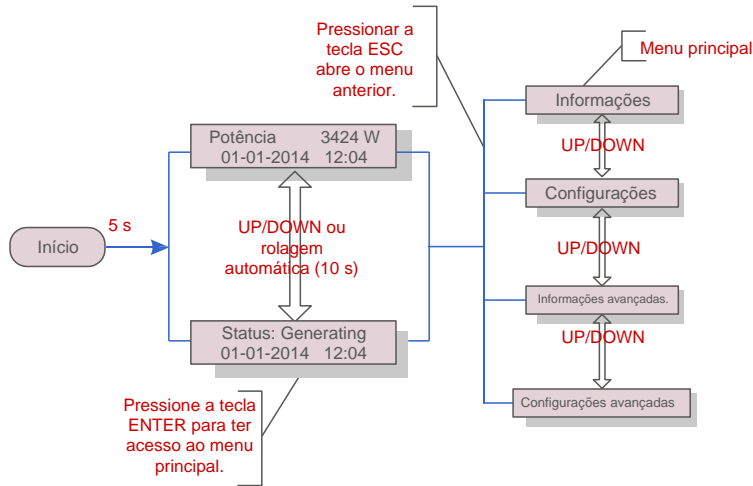 Pressionar a
tecla ESC
abre o menu
anterior.
Menu principal
Informações
UP/DOWN
Configurações
UP/DOWN
Informações avançadas.
UP/DOWN
Configurações avançadas
Potência 3424 W
01-01-2014 12:04
5 s
Início
UP/DOWN ou
rolagem
automática (10 s)
Status: Generating
01-01-2014 12:04
Pressione a tecla
ENTER para ter
acesso ao menu
principal.